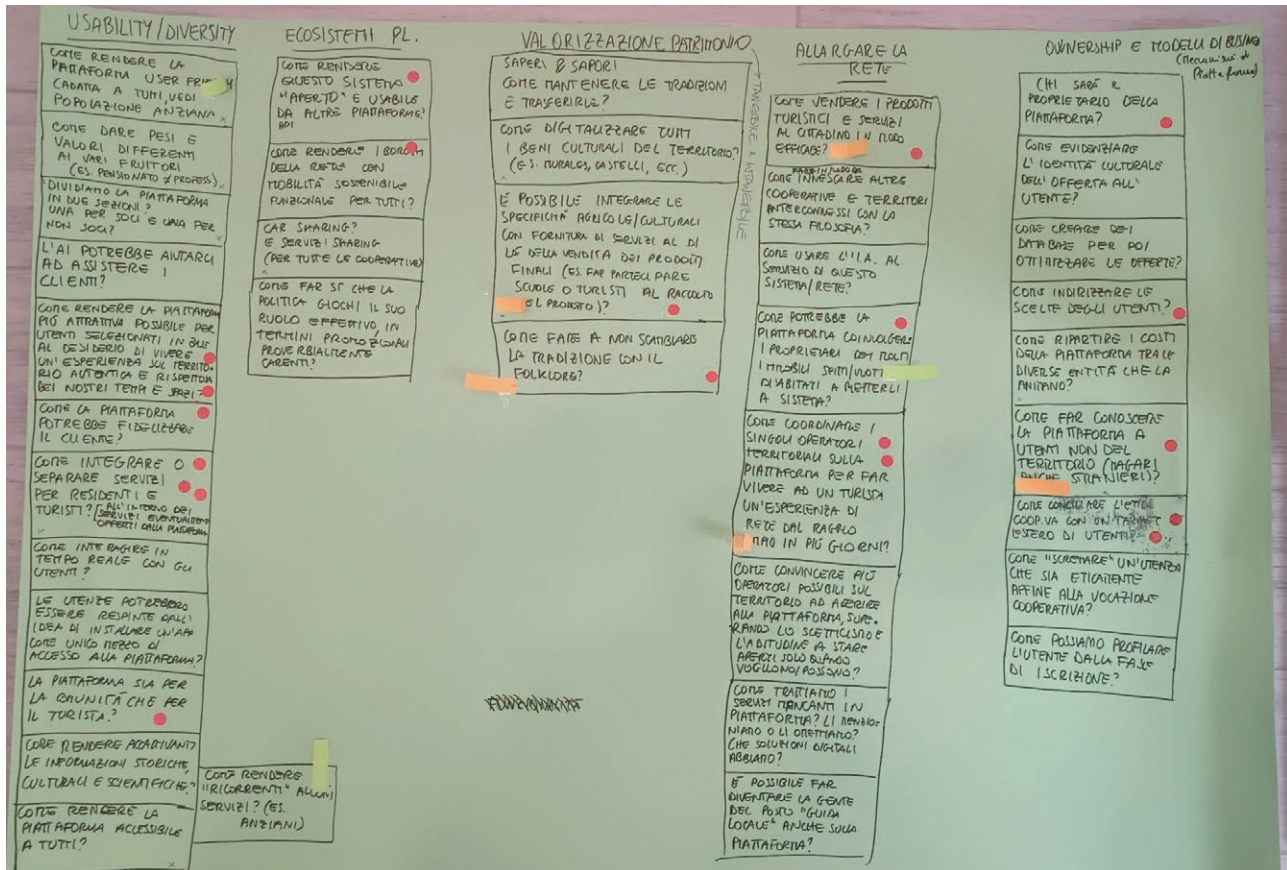 USABILITY/DIVERSITY
COME RENDERE LA
PIATTAFORMA USER
TUTTI, VEDI
POPOLAZIONE ANZIANA
COME DARE PESI E
VALORI DIFFERENTI
AI VARI FRUITORI
(ES. PENSIONATO ≠ PROFESS)
DIVIDIAMO LA PIATTAFORMA
IN DUE SEZIONI?
UNA PER SOCI E UNA PER
NON SOCI?
L'AI POTREBBE AIUTARCI
AD ASSISTERE I
CLIENTI?
COME RENDERE LA PIATTAFORMA
PIÙ ATTRATTIVA POSSIBILE PER
UTENTI SELEZIONATI IN BASE
AL DESIDERIO DI VIVERE
UN'ESPERIENZA SUL TERRITO-
RIO AUTENTICA E RISPETTOSA
DEI NOSTRI TEMPI E SPAZI?
COME LA PIATTAFORMA
POTREBBE FIDELIZZARE
IL CLIENTE?
COME INTEGRARE O
SEPARARE SERVIZI
PER RESIDENTI E
TURISTI? (ALL'INTERNO DEI
SERVIZI EVENTUALMENTE
OFFERTI DALLA PIATTAFORMA
COME INTERAGIRE IN
TEMPO REALE CON GLI
UTENTI?
LE UTENZE POTREBBERO
ESSERE RESPINTE DALL'
IDEA DI INSTALLARE UN'APP
COME UNICO MEZZO DI
ACCESSO ALLA PIATTAFORMA?
LA PIATTAFORMA SIA PER
LA COMUNITÀ CHE PER
IL TURISTA?
COME RENDERE ACCATTIVANTI
LE INFORMAZIONI STORICHE,
CULTURALI E SCIENTIFICHE?
COME RENDERE LA
PIATTAFORMA ACCESSIBILE
A TUTTI?
COME RENDERE
"RICORRENTI" ALCUNI
SERVIZI? (ES.
ANZIANI)
ECOSISTEMI PL.
COME RENDERE
QUESTO SISTEMA
"APERTO" E USABILE
DA ALTRE PIATTAFORME?
COME RENDERE I BORGHI
DELLA RETE CON
MOBILITÀ SOSTENIBILE
FUNZIONALE PER TUTTI?
CAR SHARING?
E SERVIZI SHARING
(PER TUTTE LE COOPERATIVE)
COME FAR SÌ CHE LA
POLITICA GIOCHI IL SUO
RUOLO EFFETTIVO, IN
TERMINI PROMOZIONALI
PROVERBIALMENTE
CARENTI?
VALORIZZAZIONE PATRIMONIO
→ TANGIBILE & INTANGIBILE
SAPERI & SAPORI
COME MANTENERE LE TRADIZIONI
E TRASFERIRLE?
COME DIGITALIZZARE TUTTI
I BENI CULTURALI DEL TERRITORIO?
(ES. MURALES, CASTELLI, ECC.)
È POSSIBILE INTEGRARE LE
SPECIFICITÀ AGRICOLE/CULTURALI
CON FORNITURA DI SERVIZI AL DI
LÀ DELLA VENDITA DEI PRODOTTI
FINALI (ES. FAR PARTECIPARE
SCUOLE O TURISTI AL RACCOLTO
DEL PRODOTTO)?
COME FARE A NON SCAMBIARE
LA TRADIZIONE CON IL
FOLKLORE?
ALLARGARE LA
RETE
COME VENDERE I PRODOTTI
TURISTICI E SERVIZI
AL CITTADINO IN MODO
EFFICACE?
COME INNESCARE ALTRE
COOPERATIVE E TERRITORI
INTERCONNESSI CON LA
STESSA FILOSOFIA?
COME USARE L'I.A. AL
SERVIZIO DI QUESTO
SISTEMA/RETE?
COME POTREBBE LA
PIATTAFORMA COINVOLGERE
I PROPRIETARI DEI MOLTI
IMMOBILI SFITTI/VUOTI
DISABITATI A METTERLI
A SISTEMA?
COME COORDINARE I
SINGOLI OPERATORI
TERRITORIALI SULLA
PIATTAFORMA PER FAR
VIVERE AD UN TURISTA
UN'ESPERIENZA DI
RETE DAL
IN PIÙ GIORNI?
COME CONVINCERE PIÙ
OPERATORI POSSIBILI SUL
TERRITORIO AD ADERIRE
ALLA PIATTAFORMA, SUPE-
RANDO LO SCETTICISMO E
L'ABITUDINE A STARE
APERTI SOLO QUANDO
VOGLIONO/POSSONO?
COME TRATTIAMO I
SERVIZI MANCANTI IN
PIATTAFORMA? LI MENZIO-
NIAMO O LI OMETTIAMO?
CHE SOLUZIONI DIGITALI
ABBIAMO?
È POSSIBILE FAR
DIVENTARE LA GENTE
DEL POSTO "GUIDA
LOCALE" ANCHE SULLA
PIATTAFORMA?
OWNERSHIP E MODELLI DI BUSINESS
(Meccanismi di
Piattaforma)
CHI SARÀ IL
PROPRIETARIO DELLA
PIATTAFORMA?
COME EVIDENZIARE
L'IDENTITÀ CULTURALE
DELL'OFFERTA ALL'
UTENTE?
COME CREARE DEI
DATABASE PER POI
OTTIMIZZARE LE OFFERTE?
COME INDIRIZZARE LE
SCELTE DEGLI UTENTI?
COME RIPARTIRE I COSTI
DELLA PIATTAFORMA TRA LE
DIVERSE ENTITÀ CHE LA
ANIMANO?
COME FAR CONOSCERE
LA PIATTAFORMA A
UTENTI NON DEL
TERRITORIO (MAGARI
ANCHE STRANIERI)?
COME CONCILIARE L'ETICA
COOP.VA CON UN TARGET
ESTERO DI UTENTI?
COME "SCREMARE" UN'UTENZA
CHE SIA ETICAMENTE
AFFINE ALLA VOCAZIONE
COOPERATIVA?
COME POSSIAMO PROFILARE
L'UTENTE DALLA FASE
DI ISCRIZIONE?